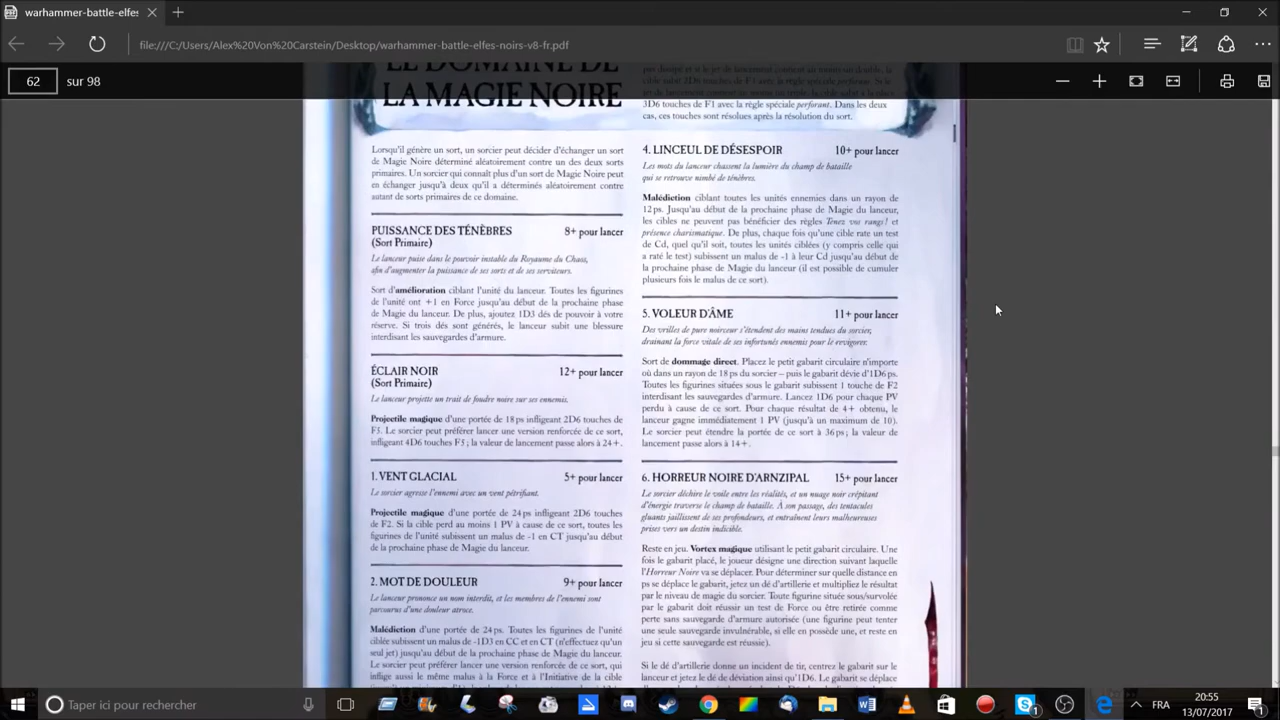 warhammer-battle-elfes-
file:///C:/Users/Alex%20Von%20Carstein/Desktop/warhammer-battle-elfes-noirs-v8-fr.pdf
62 sur 98
LE DOMAINE DE
LA MAGIE NOIRE
Lorsqu'il génère un sort, un sorcier peut décider d'échanger un sort
de Magie Noire déterminé aléatoirement contre un des deux sorts
primaires. Un sorcier qui connaît plus d'un sort de Magie Noire peut
en échanger jusqu'à deux qu'il a déterminés aléatoirement contre
autant de sorts primaires de ce domaine.
PUISSANCE DES TÉNÈBRES 8+ pour lancer
(Sort Primaire)
Le lanceur puise dans le pouvoir instable du Royaume du Chaos,
afin d'augmenter la puissance de ses sorts et de ses serviteurs.
Sort d'amélioration ciblant l'unité du lanceur. Toutes les figurines
de l'unité ont +1 en Force jusqu'au début de la prochaine phase
de Magie du lanceur. De plus, ajoutez 1D3 dés de pouvoir à votre
réserve. Si trois dés sont générés, le lanceur subit une blessure
interdisant les sauvegardes d'armure.
ÉCLAIR NOIR 12+ pour lancer
(Sort Primaire)
Le lanceur projette un trait de foudre noire sur ses ennemis.
Projectile magique d'une portée de 18 ps infligeant 2D6 touches de
F5. Le sorcier peut préférer lancer une version renforcée de ce sort,
infligeant 4D6 touches F5 ; la valeur de lancement passe alors à 24+.
1. VENT GLACIAL 5+ pour lancer
Le sorcier agresse l'ennemi avec un vent pétrifiant.
Projectile magique d'une portée de 24 ps infligeant 2D6 touches
de F2. Si la cible perd au moins 1 PV à cause de ce sort, toutes les
figurines de l'unité subissent un malus de -1 en CT jusqu'au début
de la prochaine phase de Magie du lanceur.
2. MOT DE DOULEUR 9+ pour lancer
Le lanceur prononce un nom interdit, et les membres de l'ennemi sont
parcourus d'une douleur atroce.
Malédiction d'une portée de 24 ps. Toutes les figurines de l'unité
ciblée subissent un malus de -1D3 en CC et en CT (n'effectuez qu'un
seul jet) jusqu'au début de la prochaine phase de Magie du lanceur.
Le sorcier peut préférer lancer une version renforcée de ce sort, qui
inflige aussi le même malus à la Force et à l'Initiative de la cible
3D6 touches de F1 avec la règle spéciale perforant. Dans les deux
cas, ces touches sont résolues après la résolution du sort.
4. LINCEUL DE DÉSESPOIR 10+ pour lancer
Les mots du lanceur chassent la lumière du champ de bataille
qui se retrouve nimbé de ténèbres.
Malédiction ciblant toutes les unités ennemies dans un rayon de
12 ps. Jusqu'au début de la prochaine phase de Magie du lanceur,
les cibles ne peuvent pas bénéficier des règles Tenez vos rangs! et
présence charismatique. De plus, chaque fois qu'une cible rate un test
de Cd, quel qu'il soit, toutes les unités ciblées (y compris celle qui
a raté le test) subissent un malus de -1 à leur Cd jusqu'au début de
la prochaine phase de Magie du lanceur (il est possible de cumuler
plusieurs fois le malus de ce sort).
5. VOLEUR D'ÂME 11+ pour lancer
Des vrilles de pure noirceur s'étendent des mains tendues du sorcier,
drainant la force vitale de ses infortunés ennemis pour le revigorer.
Sort de dommage direct. Placez le petit gabarit circulaire n'importe
où dans un rayon de 18 ps du sorcier – puis le gabarit dévie d'1D6 ps.
Toutes les figurines situées sous le gabarit subissent 1 touche de F2
interdisant les sauvegardes d'armure. Lancez 1D6 pour chaque PV
perdu à cause de ce sort. Pour chaque résultat de 4+ obtenu, le
lanceur gagne immédiatement 1 PV (jusqu'à un maximum de 10).
Le sorcier peut étendre la portée de ce sort à 36 ps ; la valeur de
lancement passe alors à 14+.
6. HORREUR NOIRE D'ARNZIPAL 15+ pour lancer
Le sorcier déchire le voile entre les réalités, et un nuage noir crépitant
d'énergie traverse le champ de bataille. À son passage, des tentacules
gluants jaillissent de ses profondeurs, et entraînent leurs malheureuses
prises vers un destin indicible.
Reste en jeu. Vortex magique utilisant le petit gabarit circulaire. Une
fois le gabarit placé, le joueur désigne une direction suivant laquelle
l'Horreur Noire va se déplacer. Pour déterminer sur quelle distance en
ps se déplace le gabarit, jetez un dé d'artillerie et multipliez le résultat
par le niveau de magie du sorcier. Toute figurine située sous/survolée
par le gabarit doit réussir un test de Force ou être retirée comme
perte sans sauvegarde d'armure autorisée (une figurine peut tenter
une seule sauvegarde invulnérable, si elle en possède une, et reste en
jeu si cette sauvegarde est réussie).
Si le dé d'artillerie donne un incident de tir, centrez le gabarit sur le
lanceur et jetez le dé de déviation ainsi qu'1D6. Le gabarit se déplace
Taper ici pour rechercher
FRA
20:55
13/07/2017